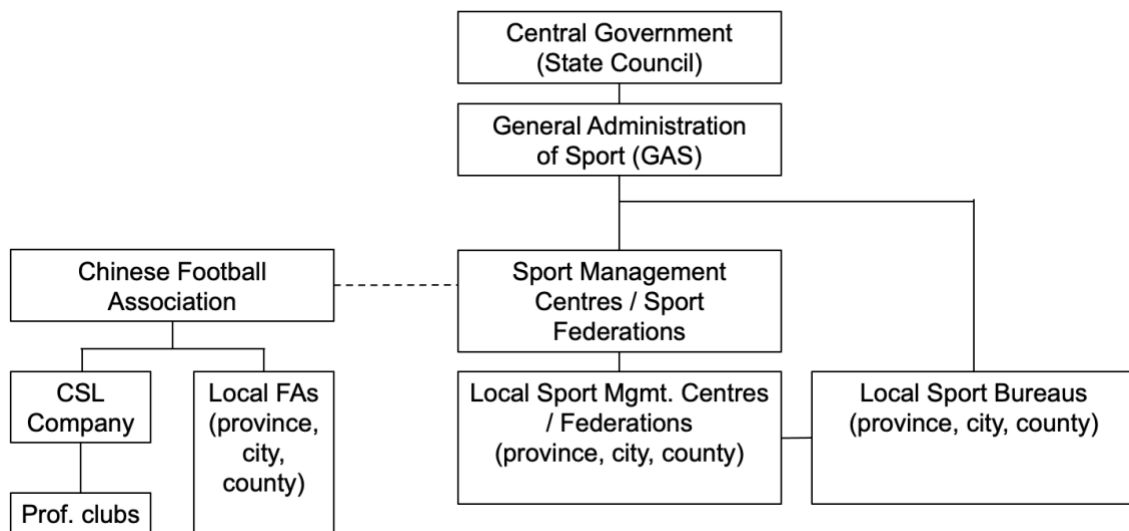 Central Government
(State Council)
General Administration
of Sport (GAS)
Chinese Football
Association
Sport Management
Centres / Sport
Federations
CSL
Company
Local FAs
(province,
city,
county)
Local Sport Mgmt. Centres
/ Federations
(province, city, county)
Local Sport Bureaus
(province, city, county)
Prof. clubs